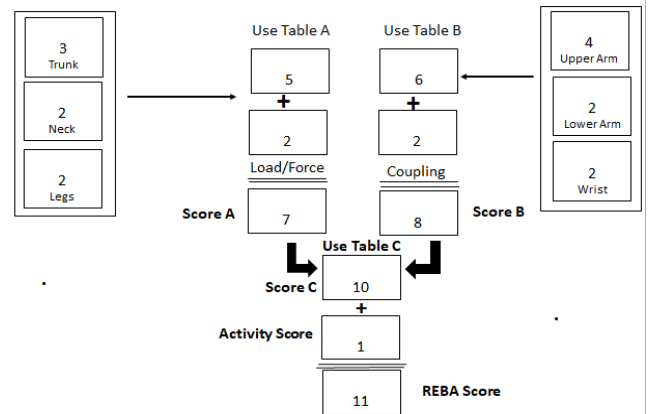 Use Table A
Use Table B
3
Trunk
2
Neck
2
Legs
5
+
2
Load/Force
Score A
7
6
+
2
Coupling
8
Score B
4
Upper Arm
2
Lower Arm
2
Wrist
Use Table C
Score C
10
+
Activity Score
1
11
REBA Score